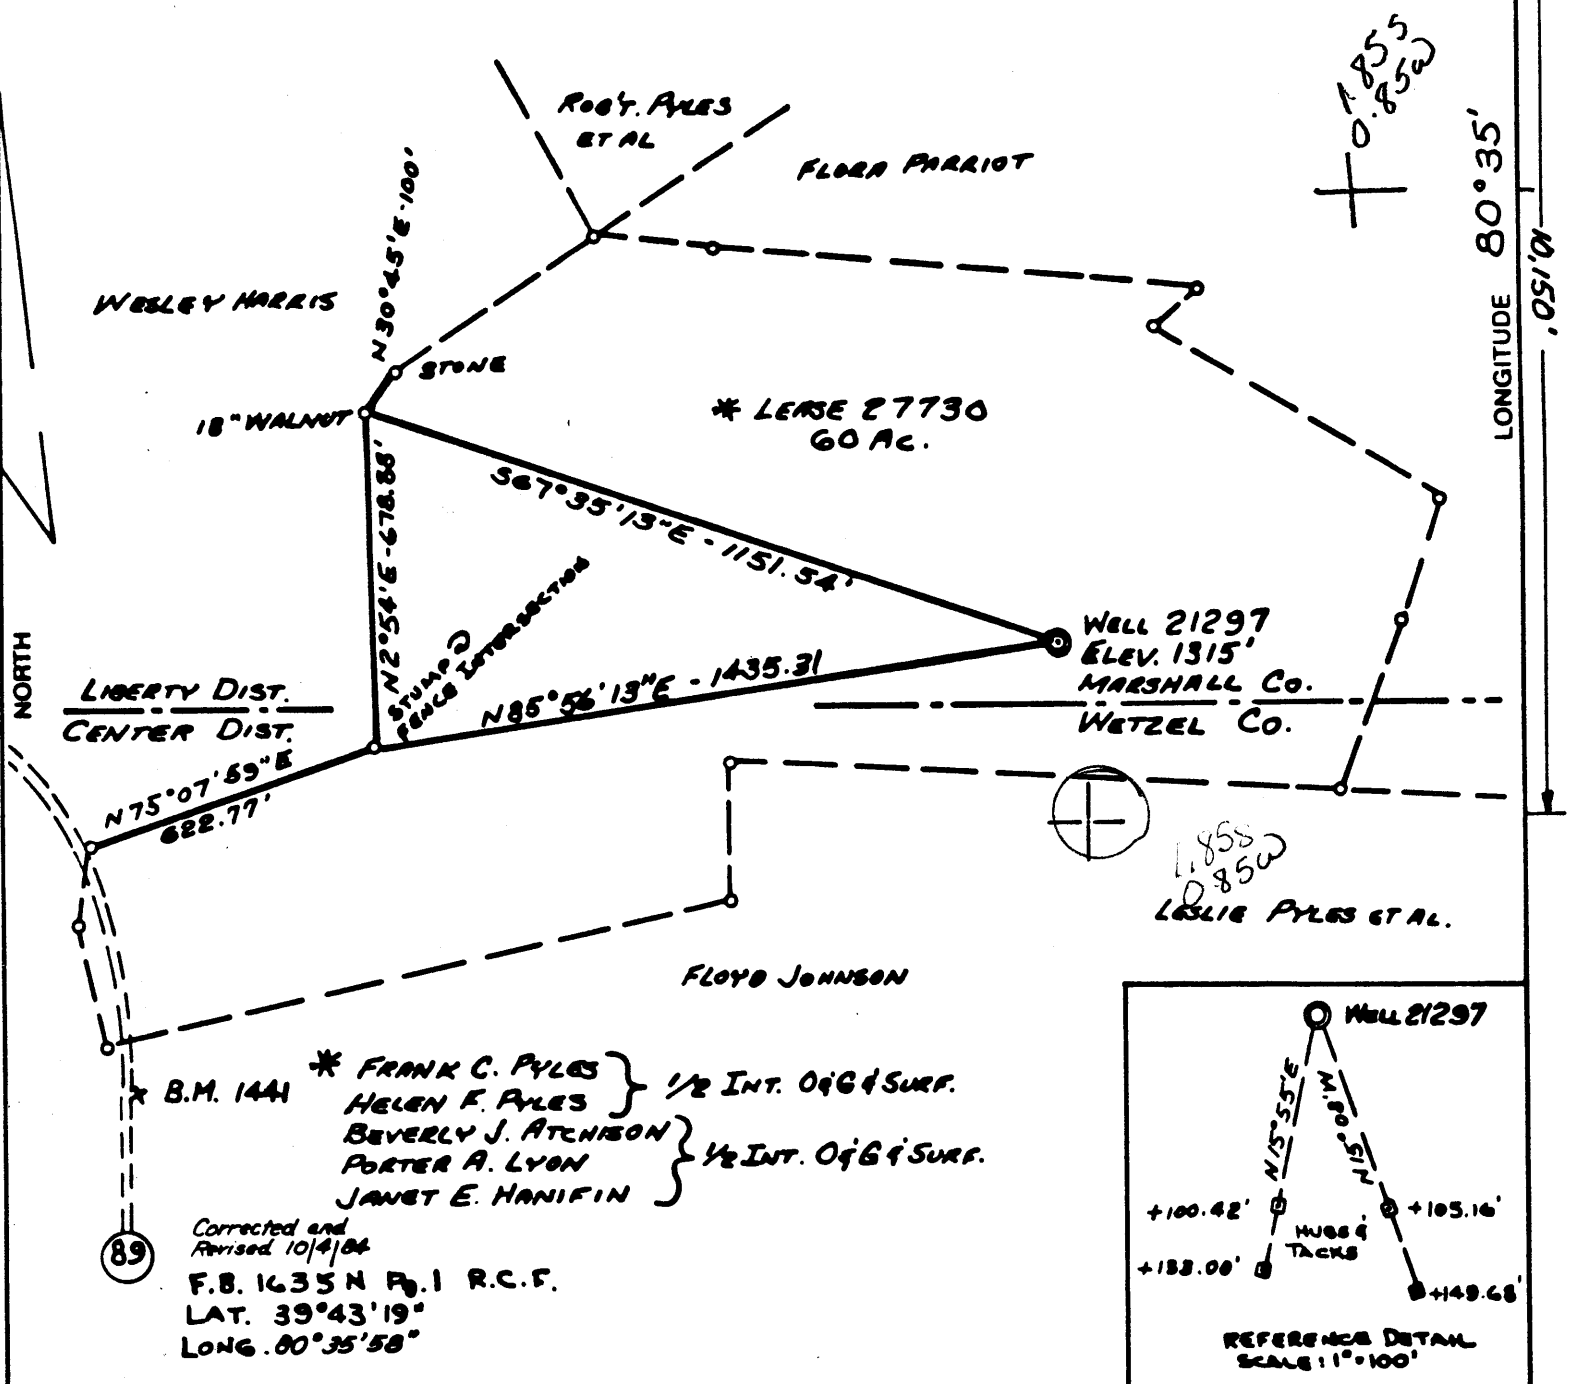 ROB'T. PYLES
ET AL
FLORA PARRIOT
1.85 S
0.85 W
80°35'
LONGITUDE
10,150'
N30°45'E-100'
WESLEY HARRIS
STONE
18" WALNUT
* LEASE 27730
60 AC.
S67°35'13"E - 1151.54'
N2°54'E-678.88'
STUMP @
FENCE INTERSECTION
N85°56'13"E - 1435.31
WELL 21297
ELEV. 1315'
MARSHALL CO.
WETZEL CO.
NORTH
LIBERTY DIST.
CENTER DIST.
N75°07'59"E
622.77'
1.85S
0.85W
LESLIE PYLES ET AL.
FLOYD JOHNSON
B.M. 1441
* FRANK C. PYLES
HELEN F. PYLES
1/2 INT. O&G & SURF.
BEVERLY J. ATCHISON
PORTER A. LYON
JANET E. HANIFIN
1/2 INT. O&G & SURF.
89
Corrected and
Revised 10/4/84
F.B. 1635 N Pg. 1 R.C.F.
LAT. 39°43'19"
LONG. 80°35'58"
WELL 21297
N15°55'E
N15°08'W
+100.42'
+105.16'
HUBS &
TACKS
+133.00'
+149.68'
REFERENCE DETAIL
SCALE: 1"=100'